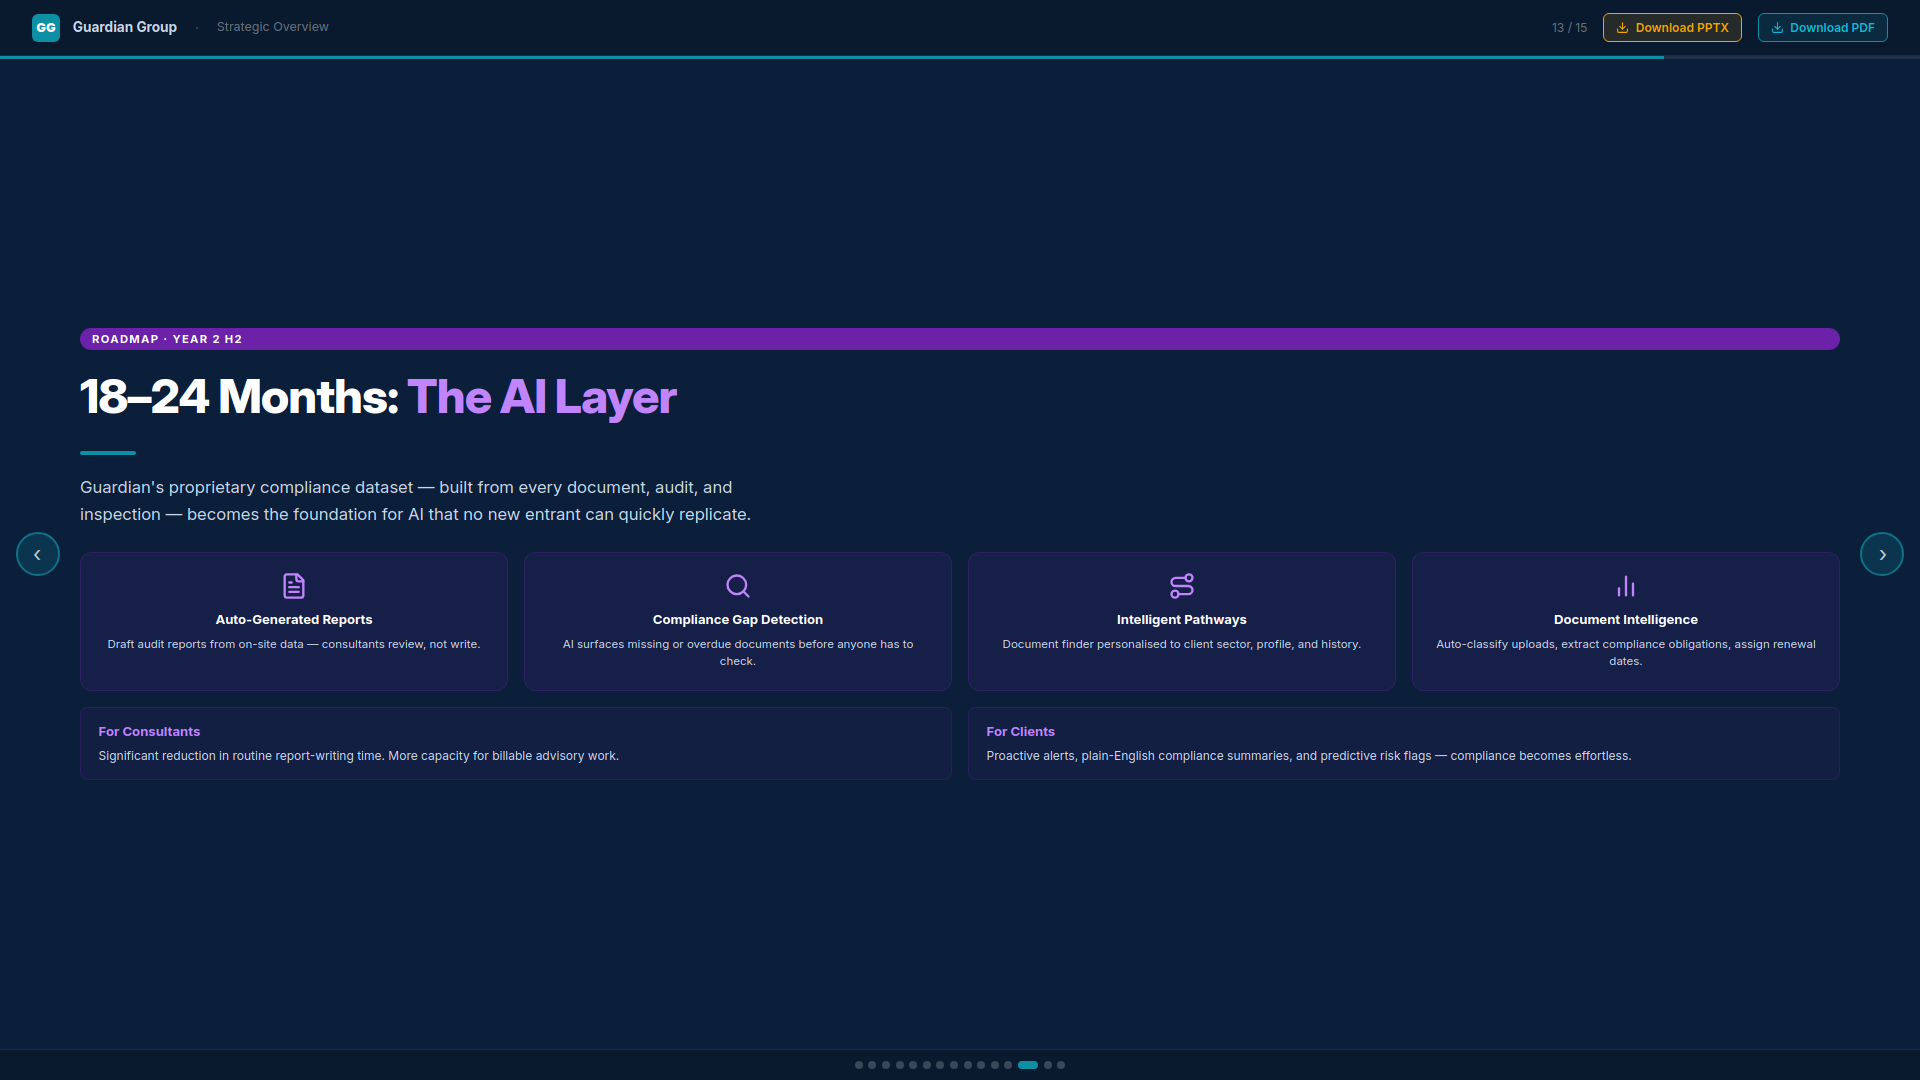 GG Guardian Group · Strategic Overview
13 / 15
Download PPTX
Download PDF
ROADMAP · YEAR 2 H2
18–24 Months: The AI Layer
Guardian's proprietary compliance dataset — built from every document, audit, and
inspection — becomes the foundation for AI that no new entrant can quickly replicate.
‹
›
Auto-Generated Reports
Draft audit reports from on-site data — consultants review, not write.
Compliance Gap Detection
AI surfaces missing or overdue documents before anyone has to
check.
Intelligent Pathways
Document finder personalised to client sector, profile, and history.
Document Intelligence
Auto-classify uploads, extract compliance obligations, assign renewal
dates.
For Consultants
Significant reduction in routine report-writing time. More capacity for billable advisory work.
For Clients
Proactive alerts, plain-English compliance summaries, and predictive risk flags — compliance becomes effortless.